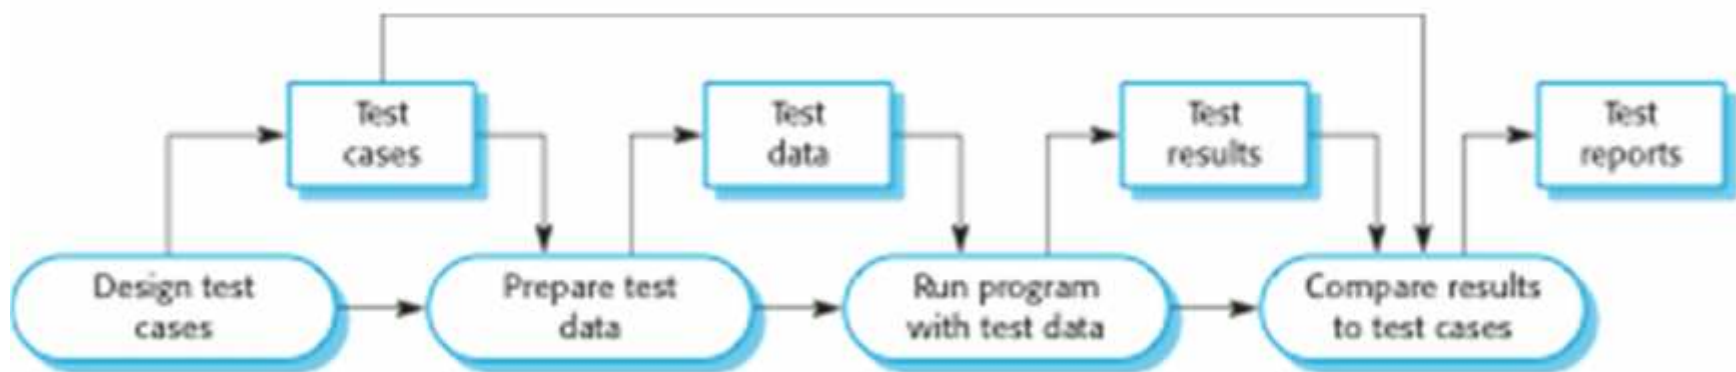 Test
cases
Test
data
Test
results
Test
reports
Design test
cases
Prepare test
data
Run program
with test data
Compare results
to test cases